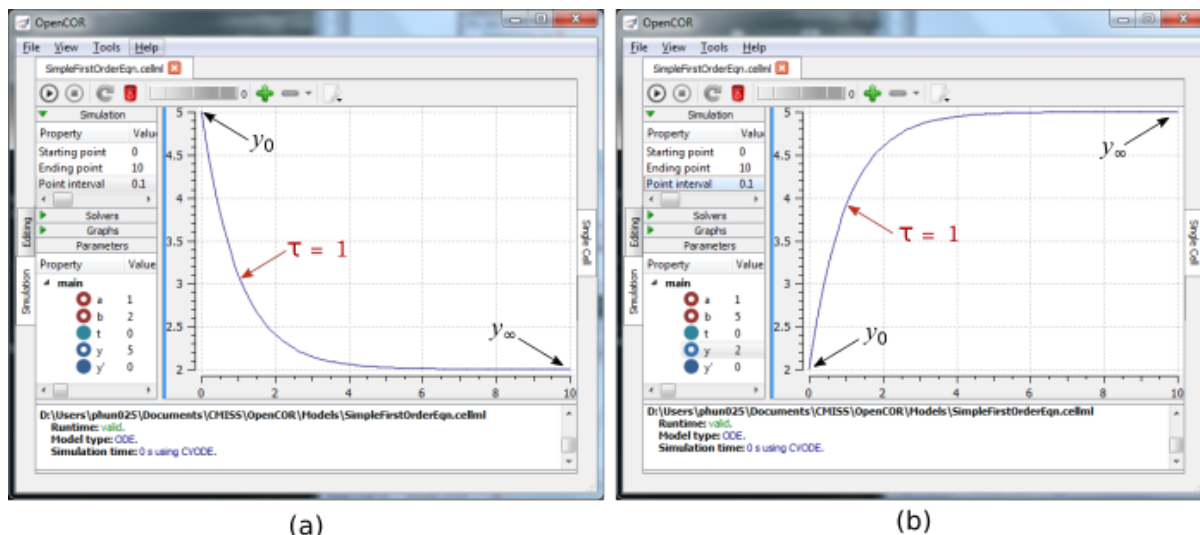 OpenCOR
File View Tools Help
SimpleFirstOrderEqn.cellml
0
Simulation
Property Valu
Starting point 0
Ending point 10
Point interval 0.1
Solvers
Graphs
Parameters
Property Value
main
a 1
b 2
t 0
y 5
y' 0
Editing
Simulation
5
4.5
4
3.5
3
2.5
2
0 2 4 6 8 10
y0
τ = 1
y∞
Single Cell
D:\Users\phun025\Documents\CMISS\OpenCOR\Models\SimpleFirstOrderEqn.cellml
Runtime: valid.
Model type: ODE.
Simulation time: 0 s using CVODE.
(a)
OpenCOR
File View Tools Help
SimpleFirstOrderEqn.cellml
0
Simulation
Property Valu
Starting point 0
Ending point 10
Point interval 0.1
Solvers
Graphs
Parameters
Property Value
main
a 1
b 5
t 0
y 2
y' 0
Editing
Simulation
5
4.5
4
3.5
3
2.5
2
0 2 4 6 8 10
y∞
τ = 1
y0
Single Cell
D:\Users\phun025\Documents\CMISS\OpenCOR\Models\SimpleFirstOrderEqn.cellml
Runtime: valid.
Model type: ODE.
Simulation time: 0 s using CVODE.
(b)